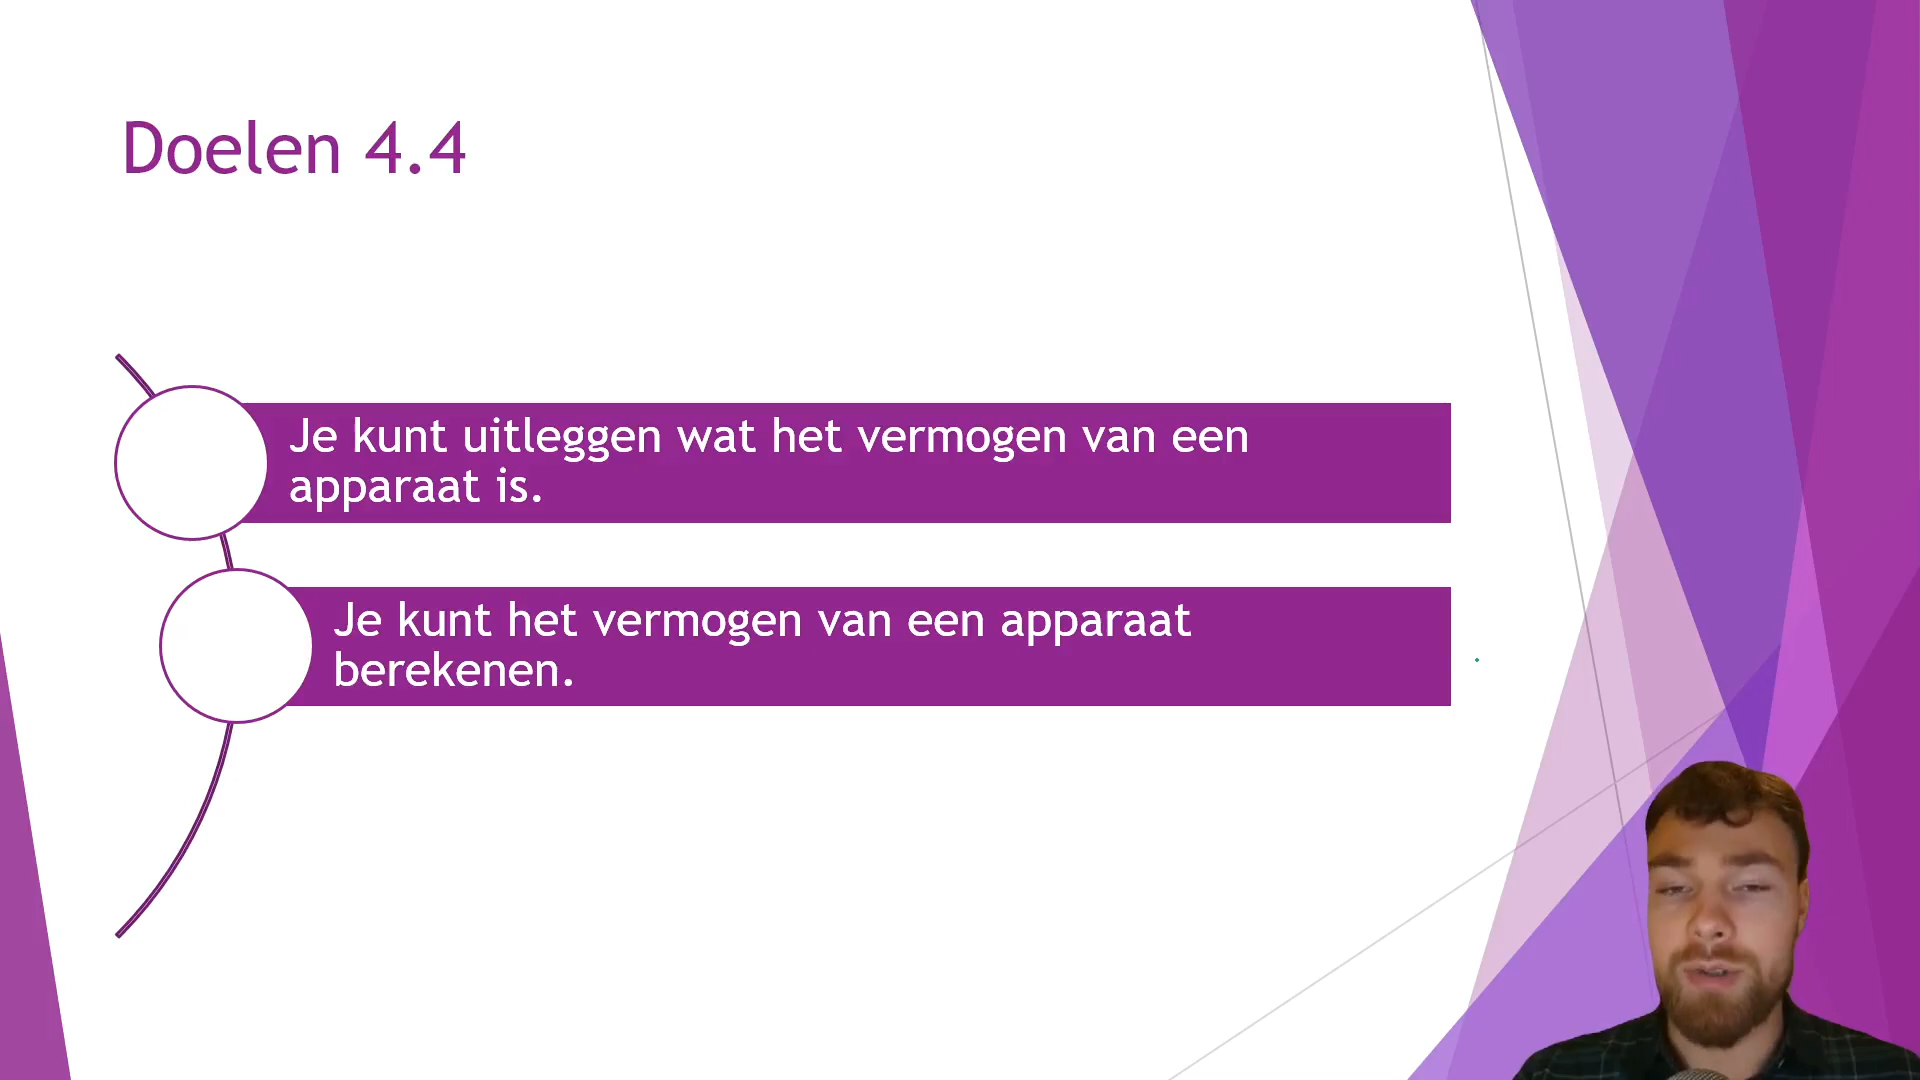 Doelen 4.4
Je kunt uitleggen wat het vermogen van een
apparaat is.
Je kunt het vermogen van een apparaat
berekenen.